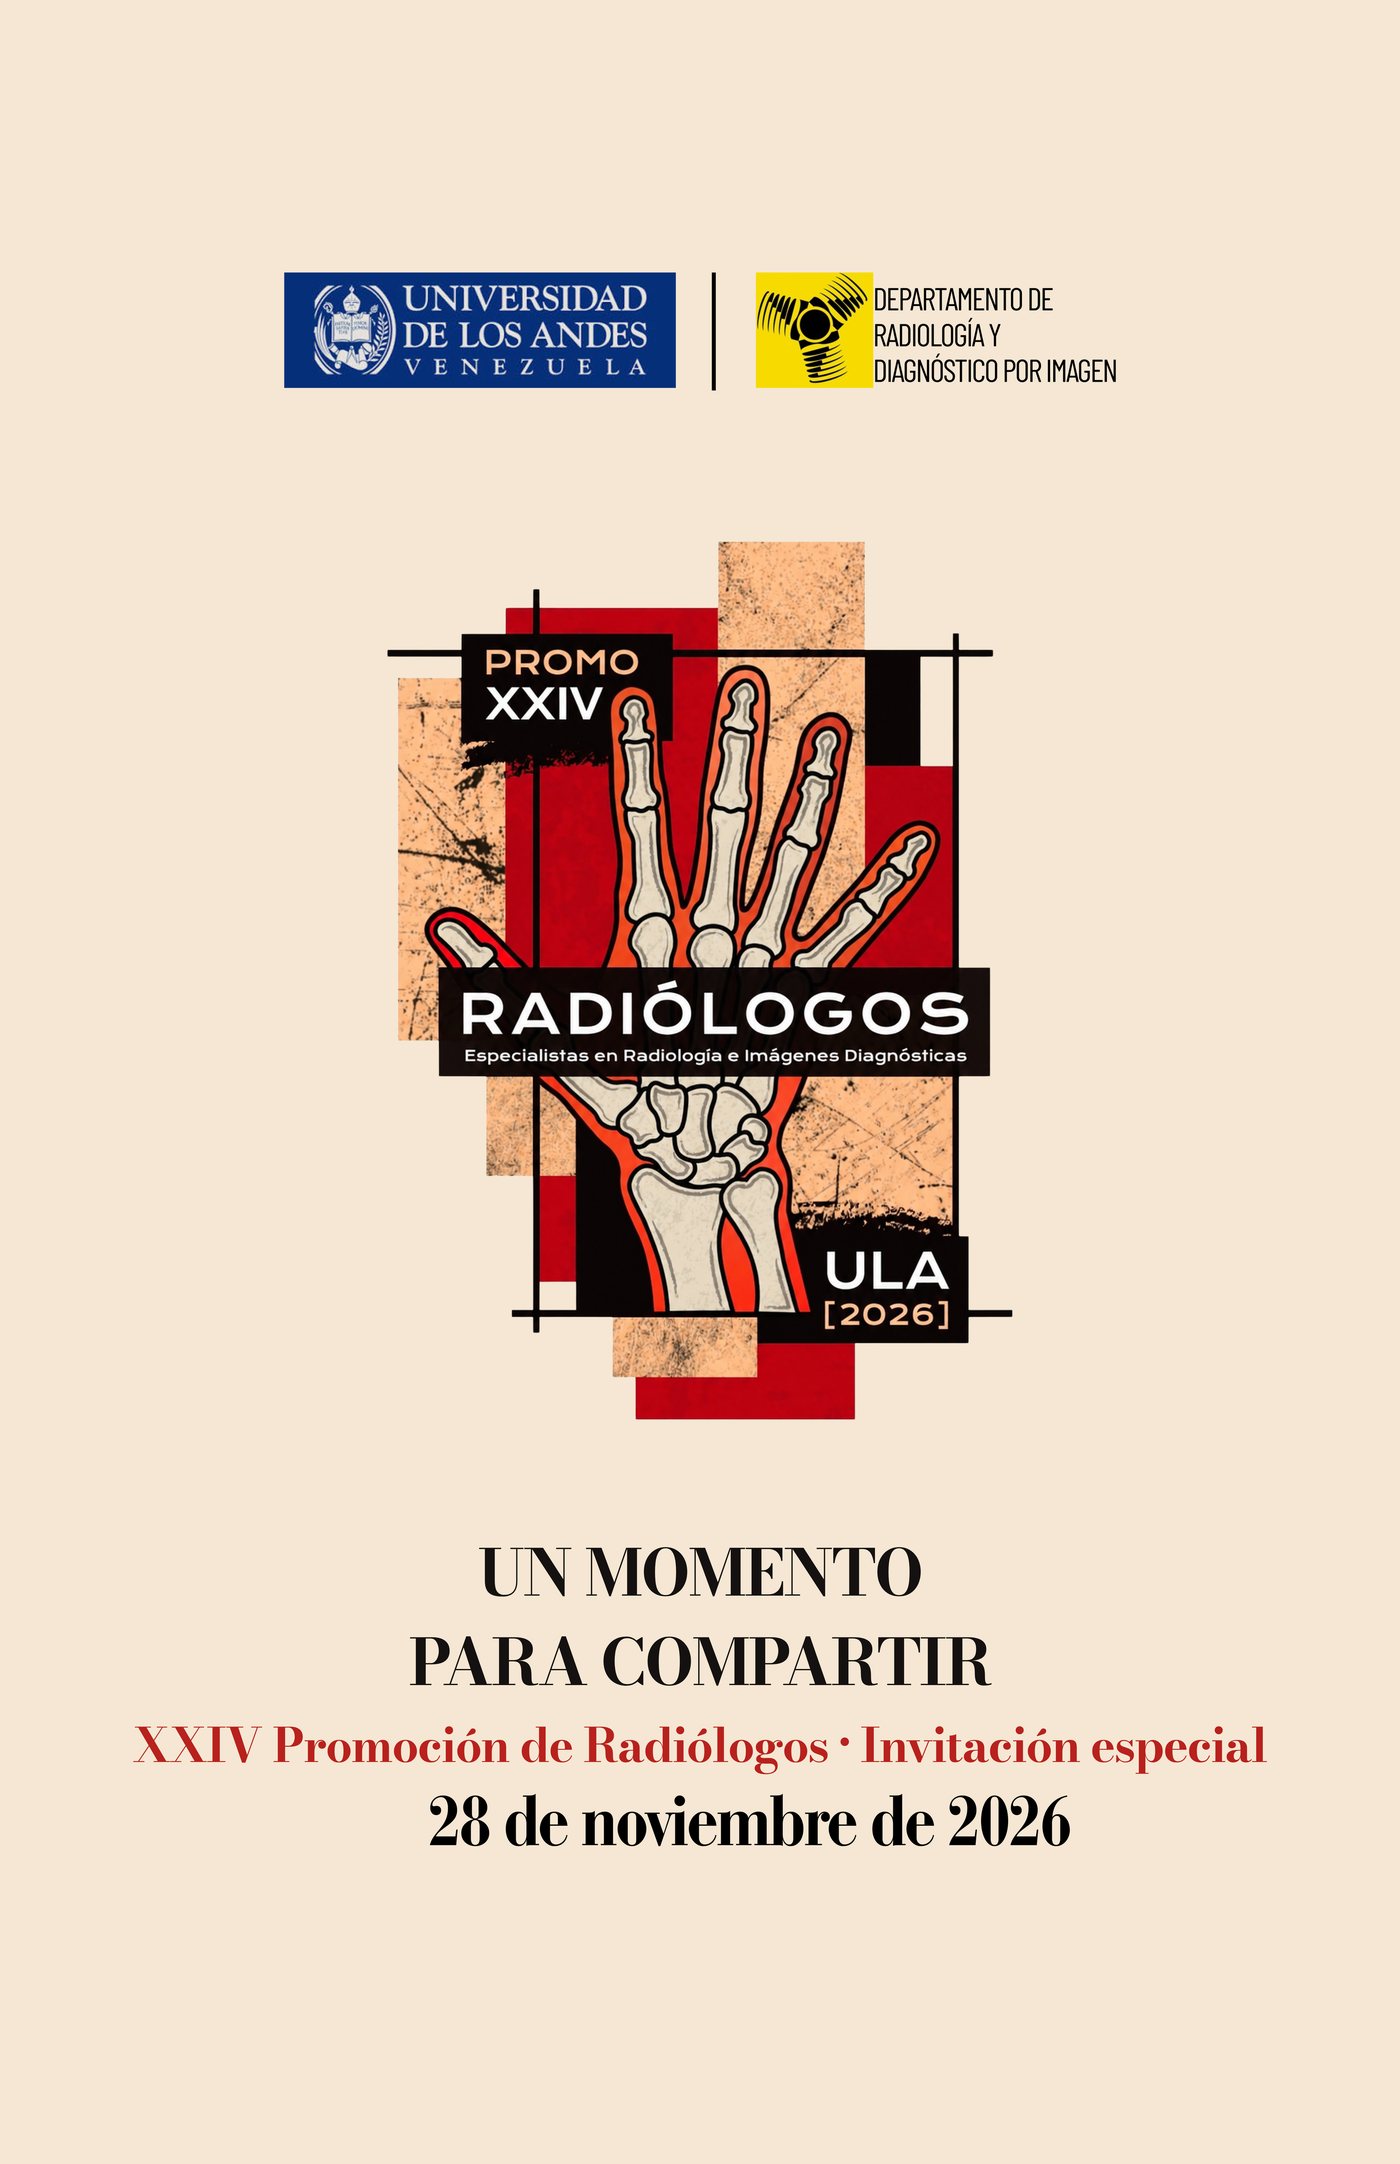 UNIVERSIDAD
DE LOS ANDES
VENEZUELA
DEPARTAMENTO DE
RADIOLOGÍA Y
DIAGNÓSTICO POR IMAGEN
PROMO
XXIV
RADIÓLOGOS
Especialistas en Radiología e Imágenes Diagnósticas
ULA
[2026]
UN MOMENTO
PARA COMPARTIR
XXIV Promoción de Radiólogos · Invitación especial
28 de noviembre de 2026